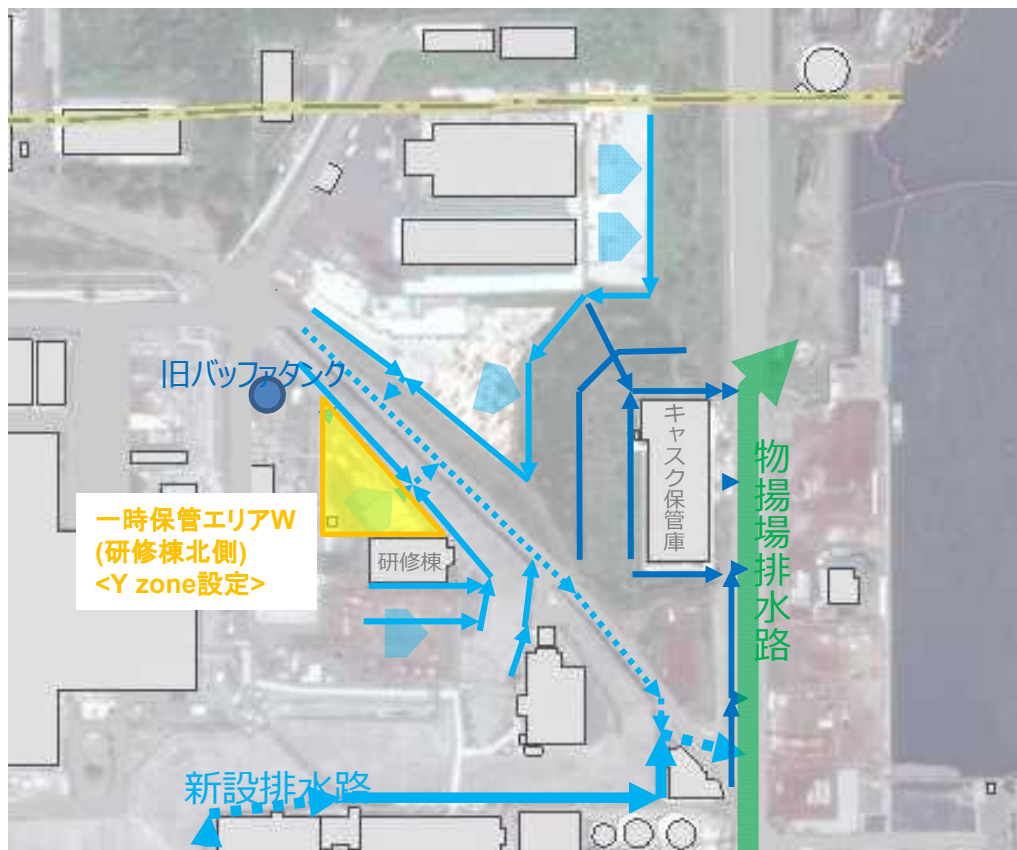 旧バッファタンク
キャスク保管庫
物揚場排水路
一時保管エリアW
(研修棟北側)
<Y zone設定>
研修棟
新設排水路